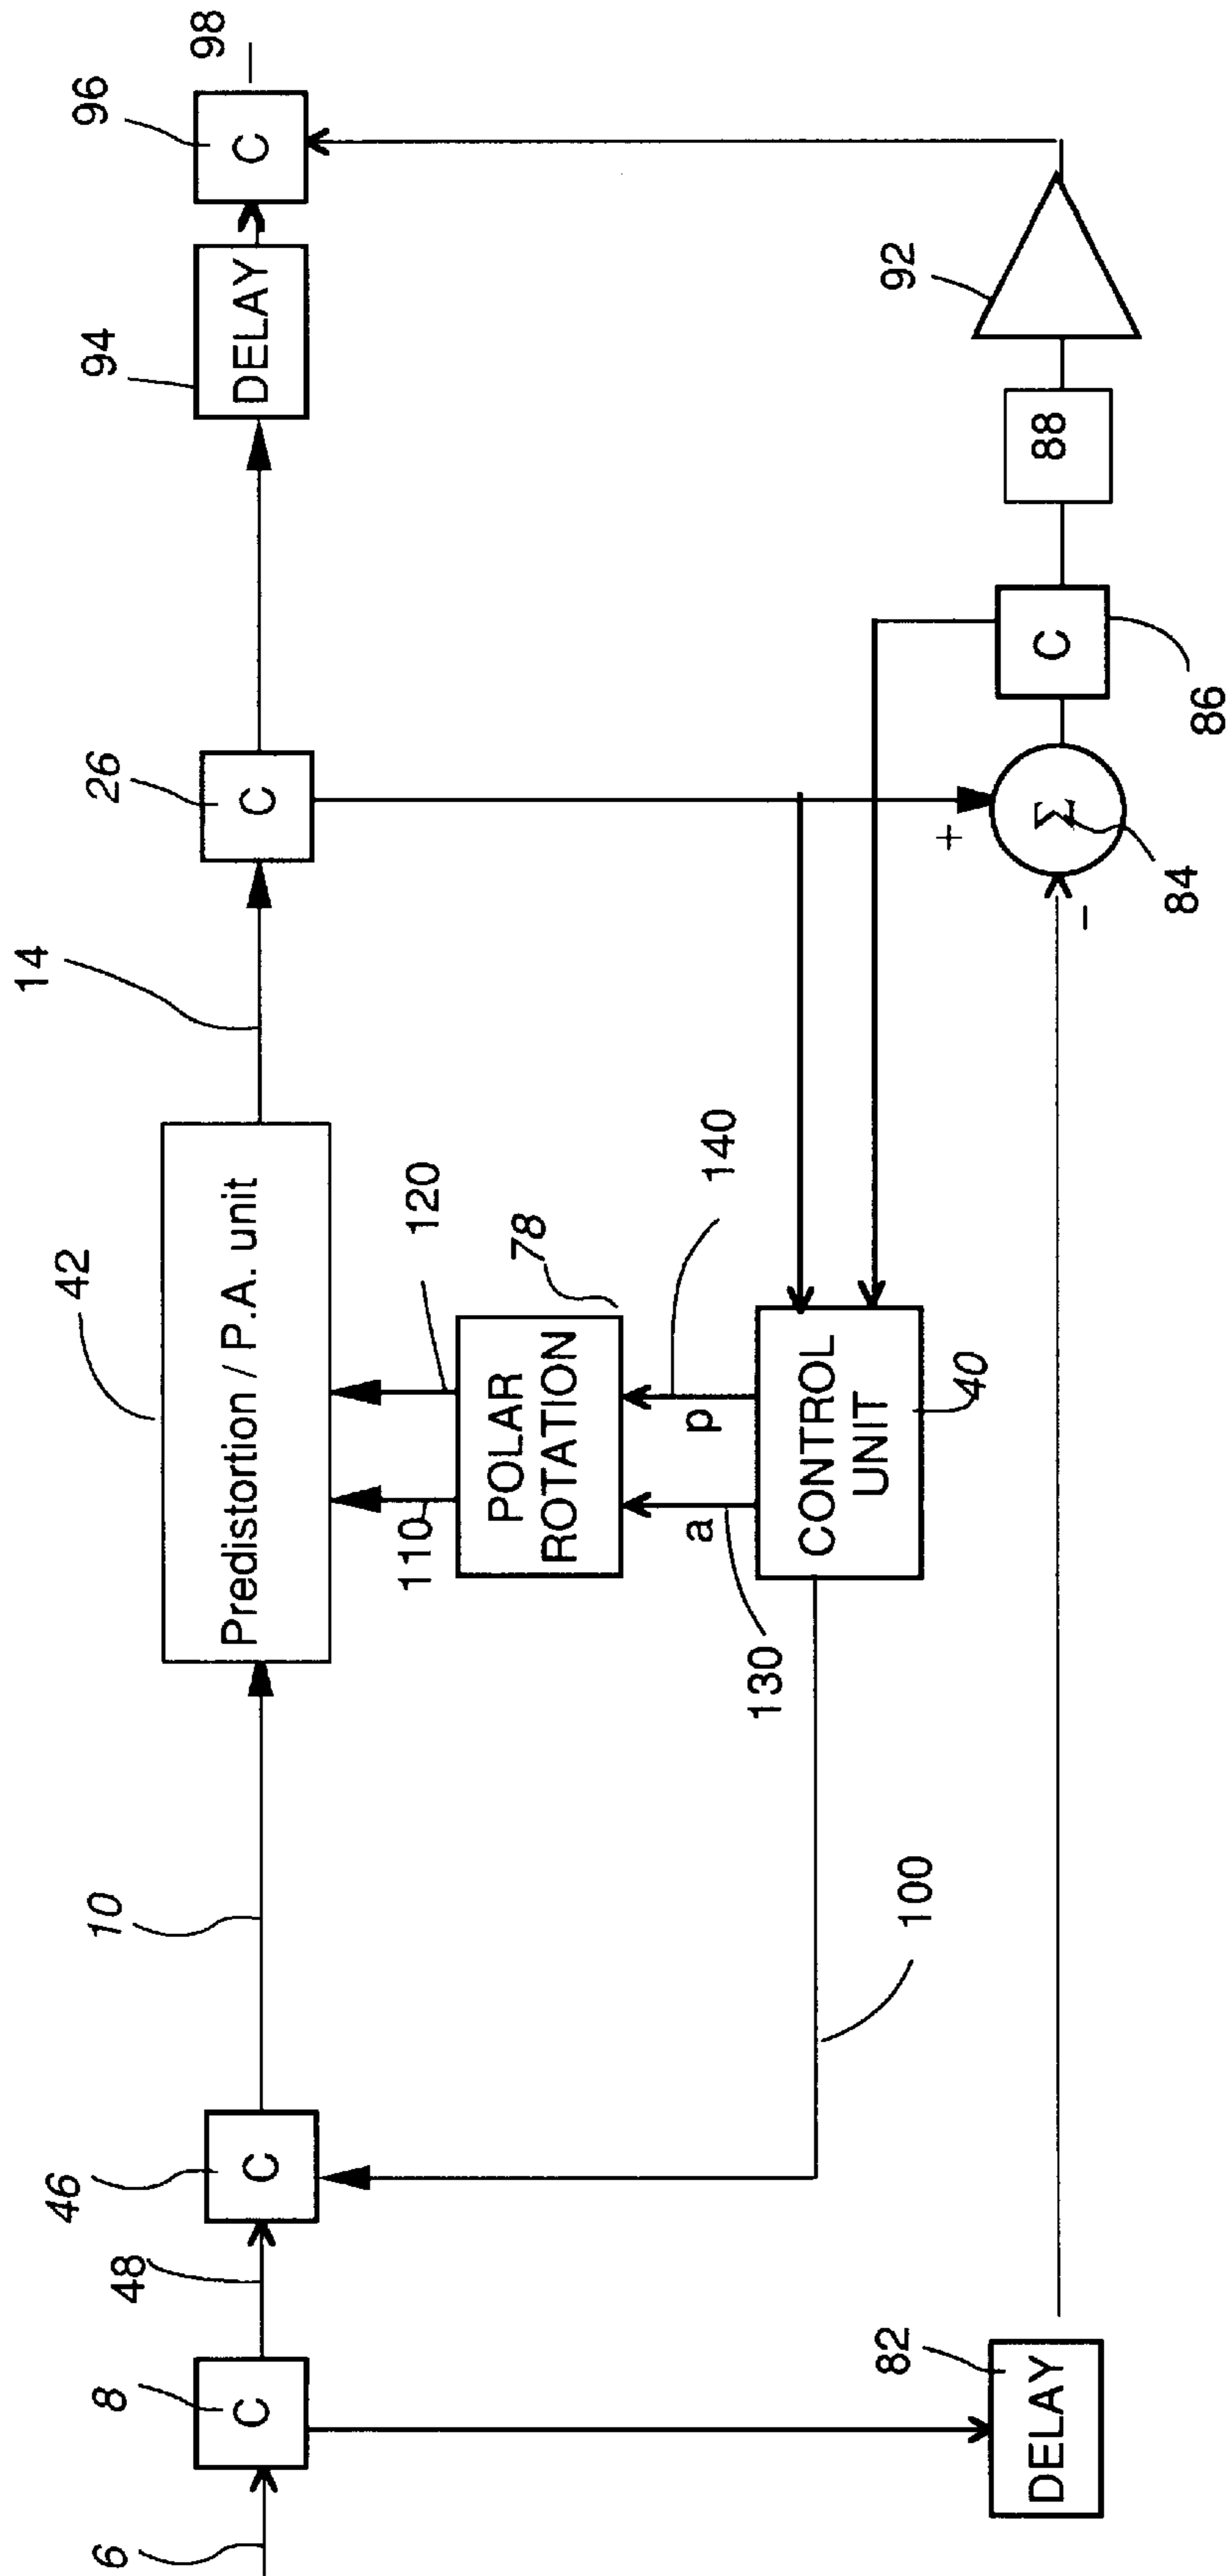 6
8
C
48
46
C
10
42
Predistortion / P.A. unit
14
26
C
94
DELAY
96
C
98
110
120
POLAR
ROTATION
78
a
p
130
140
CONTROL
UNIT
40
100
82
DELAY
+
-
Σ
84
C
86
88
92